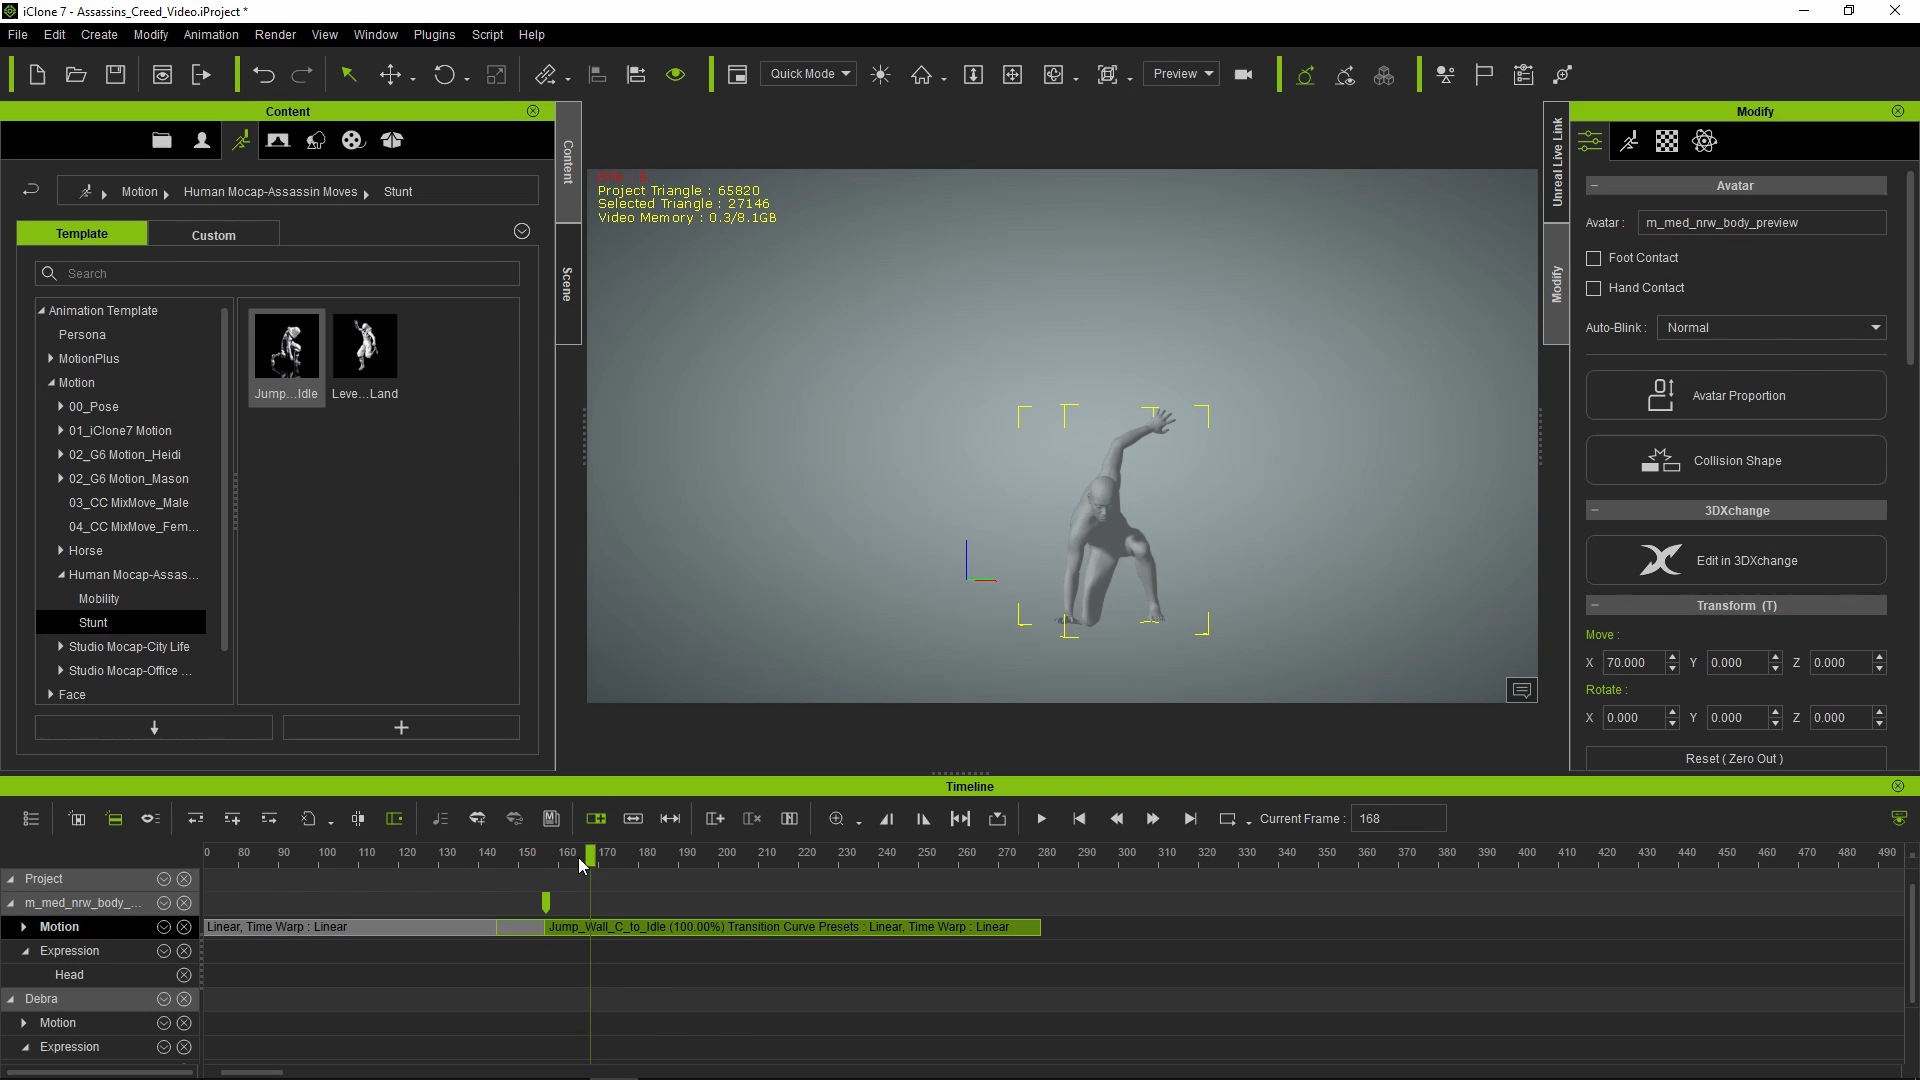 iClone 7 - Assassins_Creed_Video.iProject *
File Edit Create Modify Animation Render View Window Plugins Script Help
Quick Mode
Preview
Content
Motion Human Mocap-Assassin Moves Stunt
Template
Custom
Search
Animation Template
Persona
MotionPlus
Motion
00_Pose
01_iClone7 Motion
02_G6 Motion_Heidi
02_G6 Motion_Mason
03_CC MixMove_Male
04_CC MixMove_Fem...
Horse
Human Mocap-Assas...
Mobility
Stunt
Studio Mocap-City Life
Studio Mocap-Office ...
Face
Jump...Idle
Leve...Land
Content
Scene
Project Triangle : 65820
Selected Triangle : 27146
Video Memory : 0.3/8.1GB
Unreal Live Link
Modify
Modify
Avatar
Avatar : m_med_nrw_body_preview
Foot Contact
Hand Contact
Auto-Blink : Normal
Avatar Proportion
Collision Shape
3DXchange
Edit in 3DXchange
Transform (T)
Move :
X 70.000 Y 0.000 Z 0.000
Rotate :
X 0.000 Y 0.000 Z 0.000
Reset ( Zero Out )
Timeline
Current Frame : 168
0 80 90 100 110 120 130 140 150 160 170 180 190 200 210 220 230 240 250 260 270 280 290 300 310 320 330 340 350 360 370 380 390 400 410 420 430 440 450 460 470 480 490
Project
m_med_nrw_body_...
Motion
Linear, Time Warp : Linear
Jump_Wall_C_to_Idle (100.00%) Transition Curve Presets : Linear, Time Warp : Linear
Expression
Head
Debra
Motion
Expression